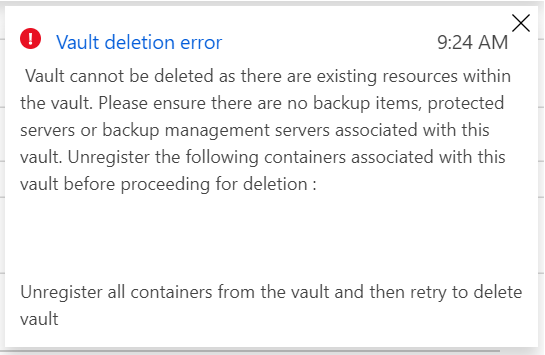 Vault deletion error 9:24 AM
Vault cannot be deleted as there are existing resources within
the vault. Please ensure there are no backup items, protected
servers or backup management servers associated with this
vault. Unregister the following containers associated with this
vault before proceeding for deletion :
Unregister all containers from the vault and then retry to delete
vault